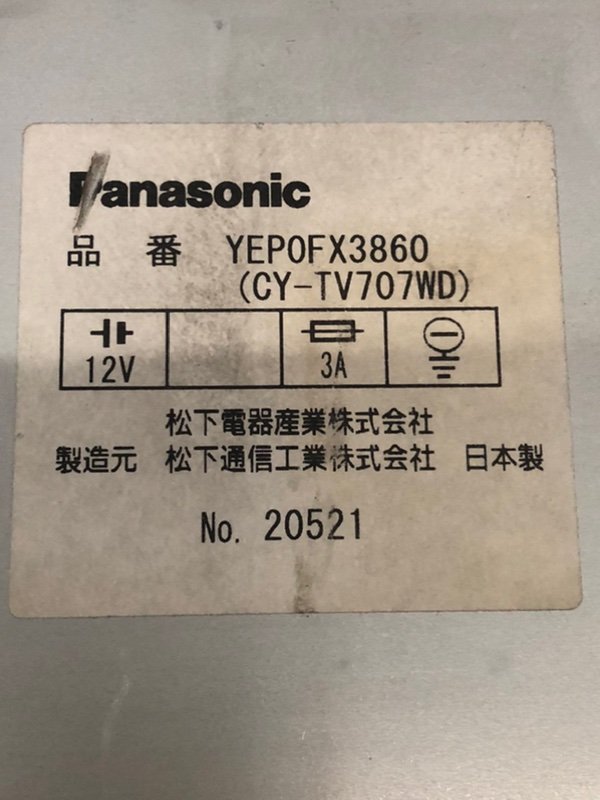 Panasonic
品 番 YEP0FX3860
(CY-TV707WD)
12V 3A
松下電器産業株式会社
製造元 松下通信工業株式会社 日本製
No. 20521